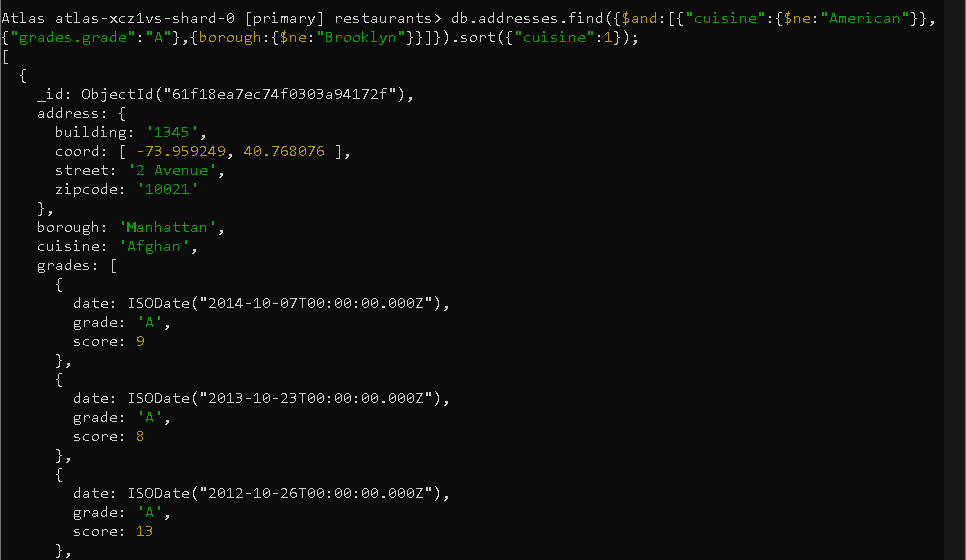 Atlas atlas-xcz1vs-shard-0 [primary] restaurants> db.addresses.find({$and:[{"cuisine":{$ne:"American"}},
{"grades.grade":"A"},{borough:{$ne:"Brooklyn"}}]}).sort({"cuisine":1});
[
  {
    _id: ObjectId("61f18ea7ec74f0303a94172f"),
    address: {
      building: '1345',
      coord: [ -73.959249, 40.768076 ],
      street: '2 Avenue',
      zipcode: '10021'
    },
    borough: 'Manhattan',
    cuisine: 'Afghan',
    grades: [
      {
        date: ISODate("2014-10-07T00:00:00.000Z"),
        grade: 'A',
        score: 9
      },
      {
        date: ISODate("2013-10-23T00:00:00.000Z"),
        grade: 'A',
        score: 8
      },
      {
        date: ISODate("2012-10-26T00:00:00.000Z"),
        grade: 'A',
        score: 13
      },